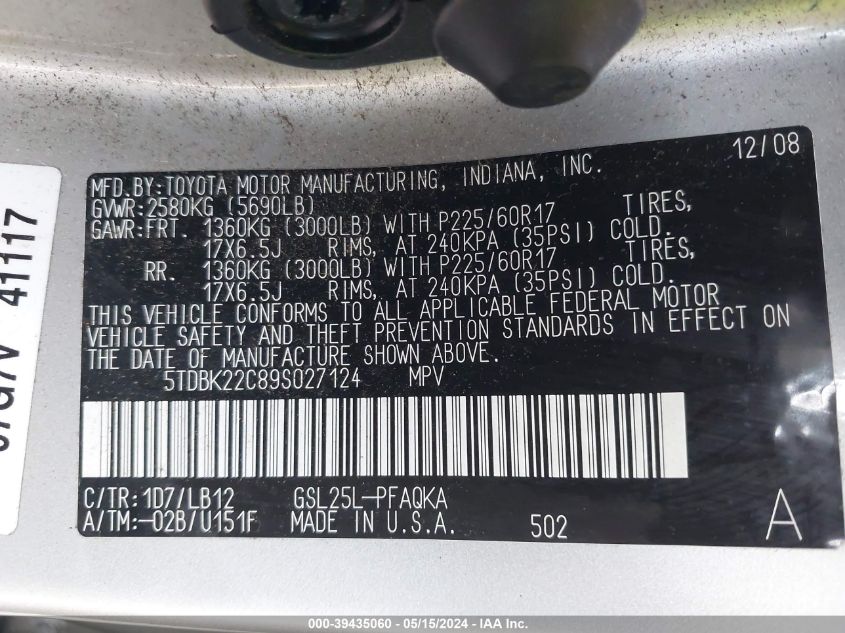 12/08
MFD.BY:TOYOTA MOTOR MANUFACTURING, INDIANA, INC.
GVWR:2580KG (5690LB)
GAWR:FRT. 1360KG (3000LB) WITH P225/60R17 TIRES,
17X6.5J RIMS, AT 240KPA (35PSI) COLD.
RR. 1360KG (3000LB) WITH P225/60R17 TIRES,
17X6.5J RIMS, AT 240KPA (35PSI) COLD.
THIS VEHICLE CONFORMS TO ALL APPLICABLE FEDERAL MOTOR
VEHICLE SAFETY AND THEFT PREVENTION STANDARDS IN EFFECT ON
THE DATE OF MANUFACTURE SHOWN ABOVE.
5TDBK22C89S027124 MPV
C/TR:1D7/LB12 GSL25L-PFAQKA
A/TM:-02B/U151F MADE IN U.S.A. 502 A
41117
000-39435060 - 05/15/2024 - IAA Inc.